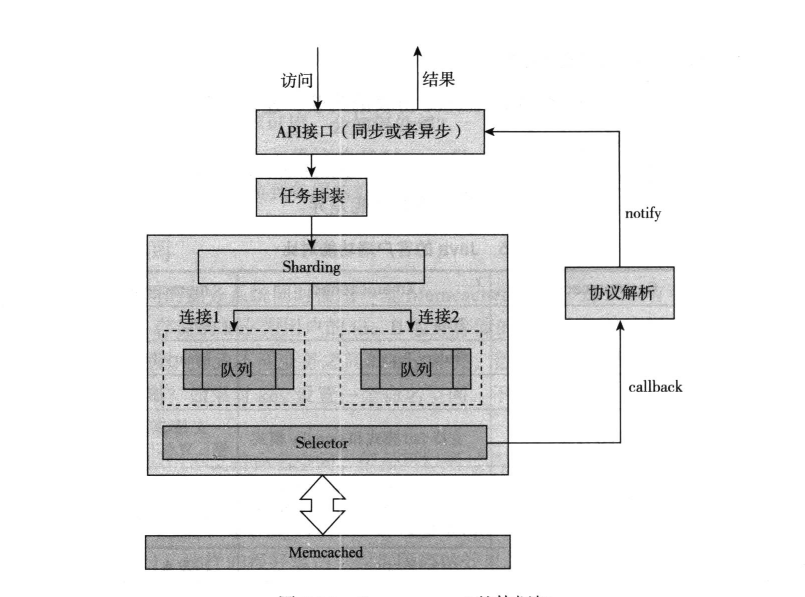 访问
结果
API接口（同步或者异步）
任务封装
notify
Sharding
协议解析
连接1
连接2
队列
队列
callback
Selector
Memcached